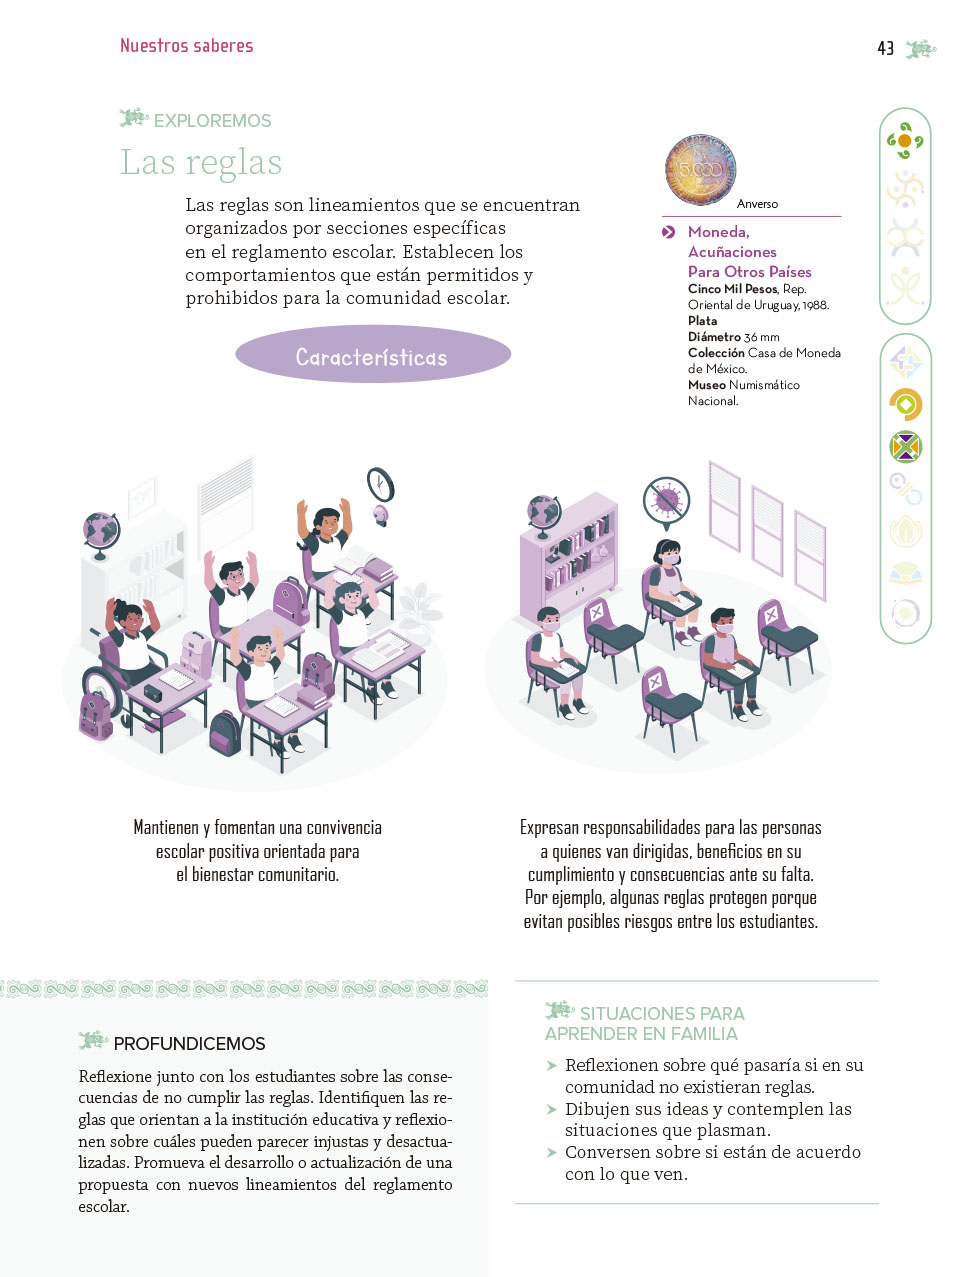 Nuestros saberes
43
EXPLOREMOS
Las reglas
Las reglas son lineamientos que se encuentran
organizados por secciones específicas
en el reglamento escolar. Establecen los
comportamientos que están permitidos y
prohibidos para la comunidad escolar.
5000
Anverso
Moneda,
Acuñaciones
Para Otros Países
Cinco Mil Pesos, Rep.
Oriental de Uruguay, 1988.
Plata
Diámetro 36 mm
Colección Casa de Moneda
de México.
Museo Numismático
Nacional.
Características
Mantienen y fomentan una convivencia
escolar positiva orientada para
el bienestar comunitario.
Expresan responsabilidades para las personas
a quienes van dirigidas, beneficios en su
cumplimiento y consecuencias ante su falta.
Por ejemplo, algunas reglas protegen porque
evitan posibles riesgos entre los estudiantes.
PROFUNDICEMOS
Reflexione junto con los estudiantes sobre las conse-
cuencias de no cumplir las reglas. Identifiquen las re-
glas que orientan a la institución educativa y reflexio-
nen sobre cuáles pueden parecer injustas y desactua-
lizadas. Promueva el desarrollo o actualización de una
propuesta con nuevos lineamientos del reglamento
escolar.
SITUACIONES PARA
APRENDER EN FAMILIA
Reflexionen sobre qué pasaría si en su
comunidad no existieran reglas.
Dibujen sus ideas y contemplen las
situaciones que plasman.
Conversen sobre si están de acuerdo
con lo que ven.